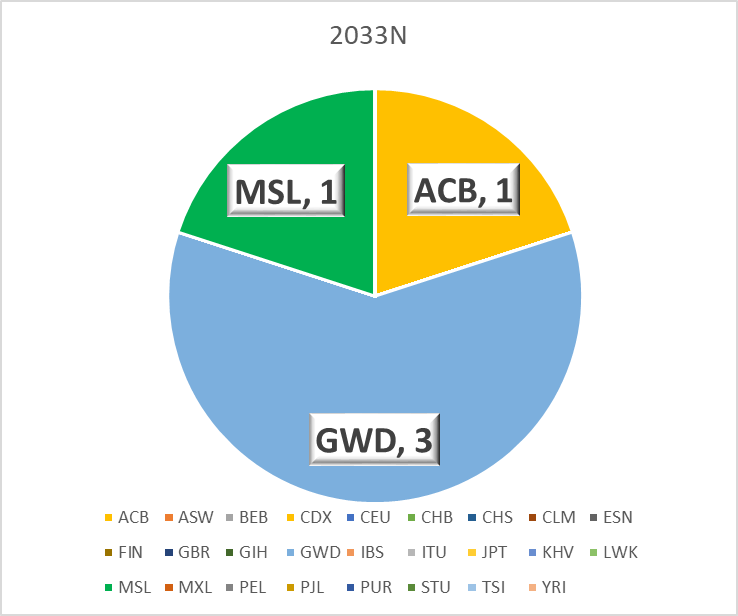 2033N
MSL, 1
ACB, 1
GWD, 3
ACB ASW BEB CDX CEU CHB CHS CLM ESN
FIN GBR GIH GWD IBS ITU JPT KHV LWK
MSL MXL PEL PJL PUR STU TSI YRI